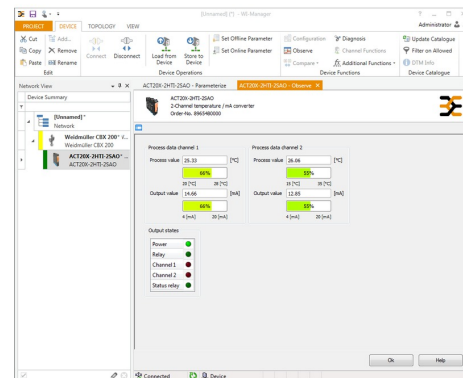 [Unnamed] (*) - WI-Manager
PROJECT DEVICE TOPOLOGY VIEW Administrator
Cut Add... Set Offline Parameter Configuration Diagnosis Update Catalogue
Copy Remove Connect Disconnect Load from Device Store to Device Set Online Parameter Observe Channel Functions Filter on Allowed
Paste Rename Compare Additional Functions DTM Info
Edit Device Operations Device Functions Device Catalogue
Network View ACT20X-2HTI-2SAO - Parameterize ACT20X-2HTI-2SAO - Observe
Device Summary
[Unnamed]*
Network
Weidmüller CBX 200*
Weidmüller CBX 200
ACT20X-2HTI-2SAO* ...
ACT20X-2HTI-2SAO
ACT20X-2HTI-2SAO
2-Channel temperature / mA converter
Order-No. 8965480000
Process data channel 1
Process value 25.33 [°C]
66%
20 [°C] 28 [°C]
Output value 14.66 [mA]
66%
4 [mA] 20 [mA]
Process data channel 2
Process value 26.06 [°C]
55%
15 [°C] 35 [°C]
Output value 12.85 [mA]
55%
4 [mA] 20 [mA]
Output states
Power
Relay
Channel 1
Channel 2
Status relay
Ok Help
Connected Device